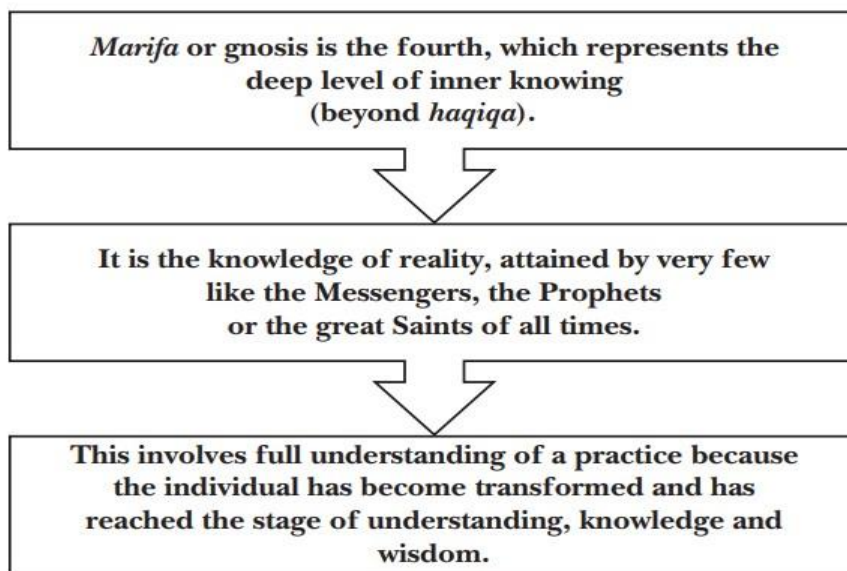 Marifa or gnosis is the fourth, which represents the
deep level of inner knowing
(beyond haqiqa).
It is the knowledge of reality, attained by very few
like the Messengers, the Prophets
or the great Saints of all times.
This involves full understanding of a practice because
the individual has become transformed and has
reached the stage of understanding, knowledge and
wisdom.